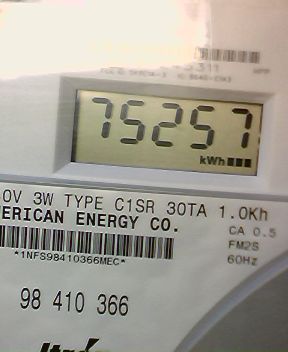 75257
kWh
0V 3W TYPE C1SR 30TA 1.0Kh
ERICAN ENERGY CO.
CA 0.5
FM2S
60Hz
*1NFS98410366MEC*
98 410 366